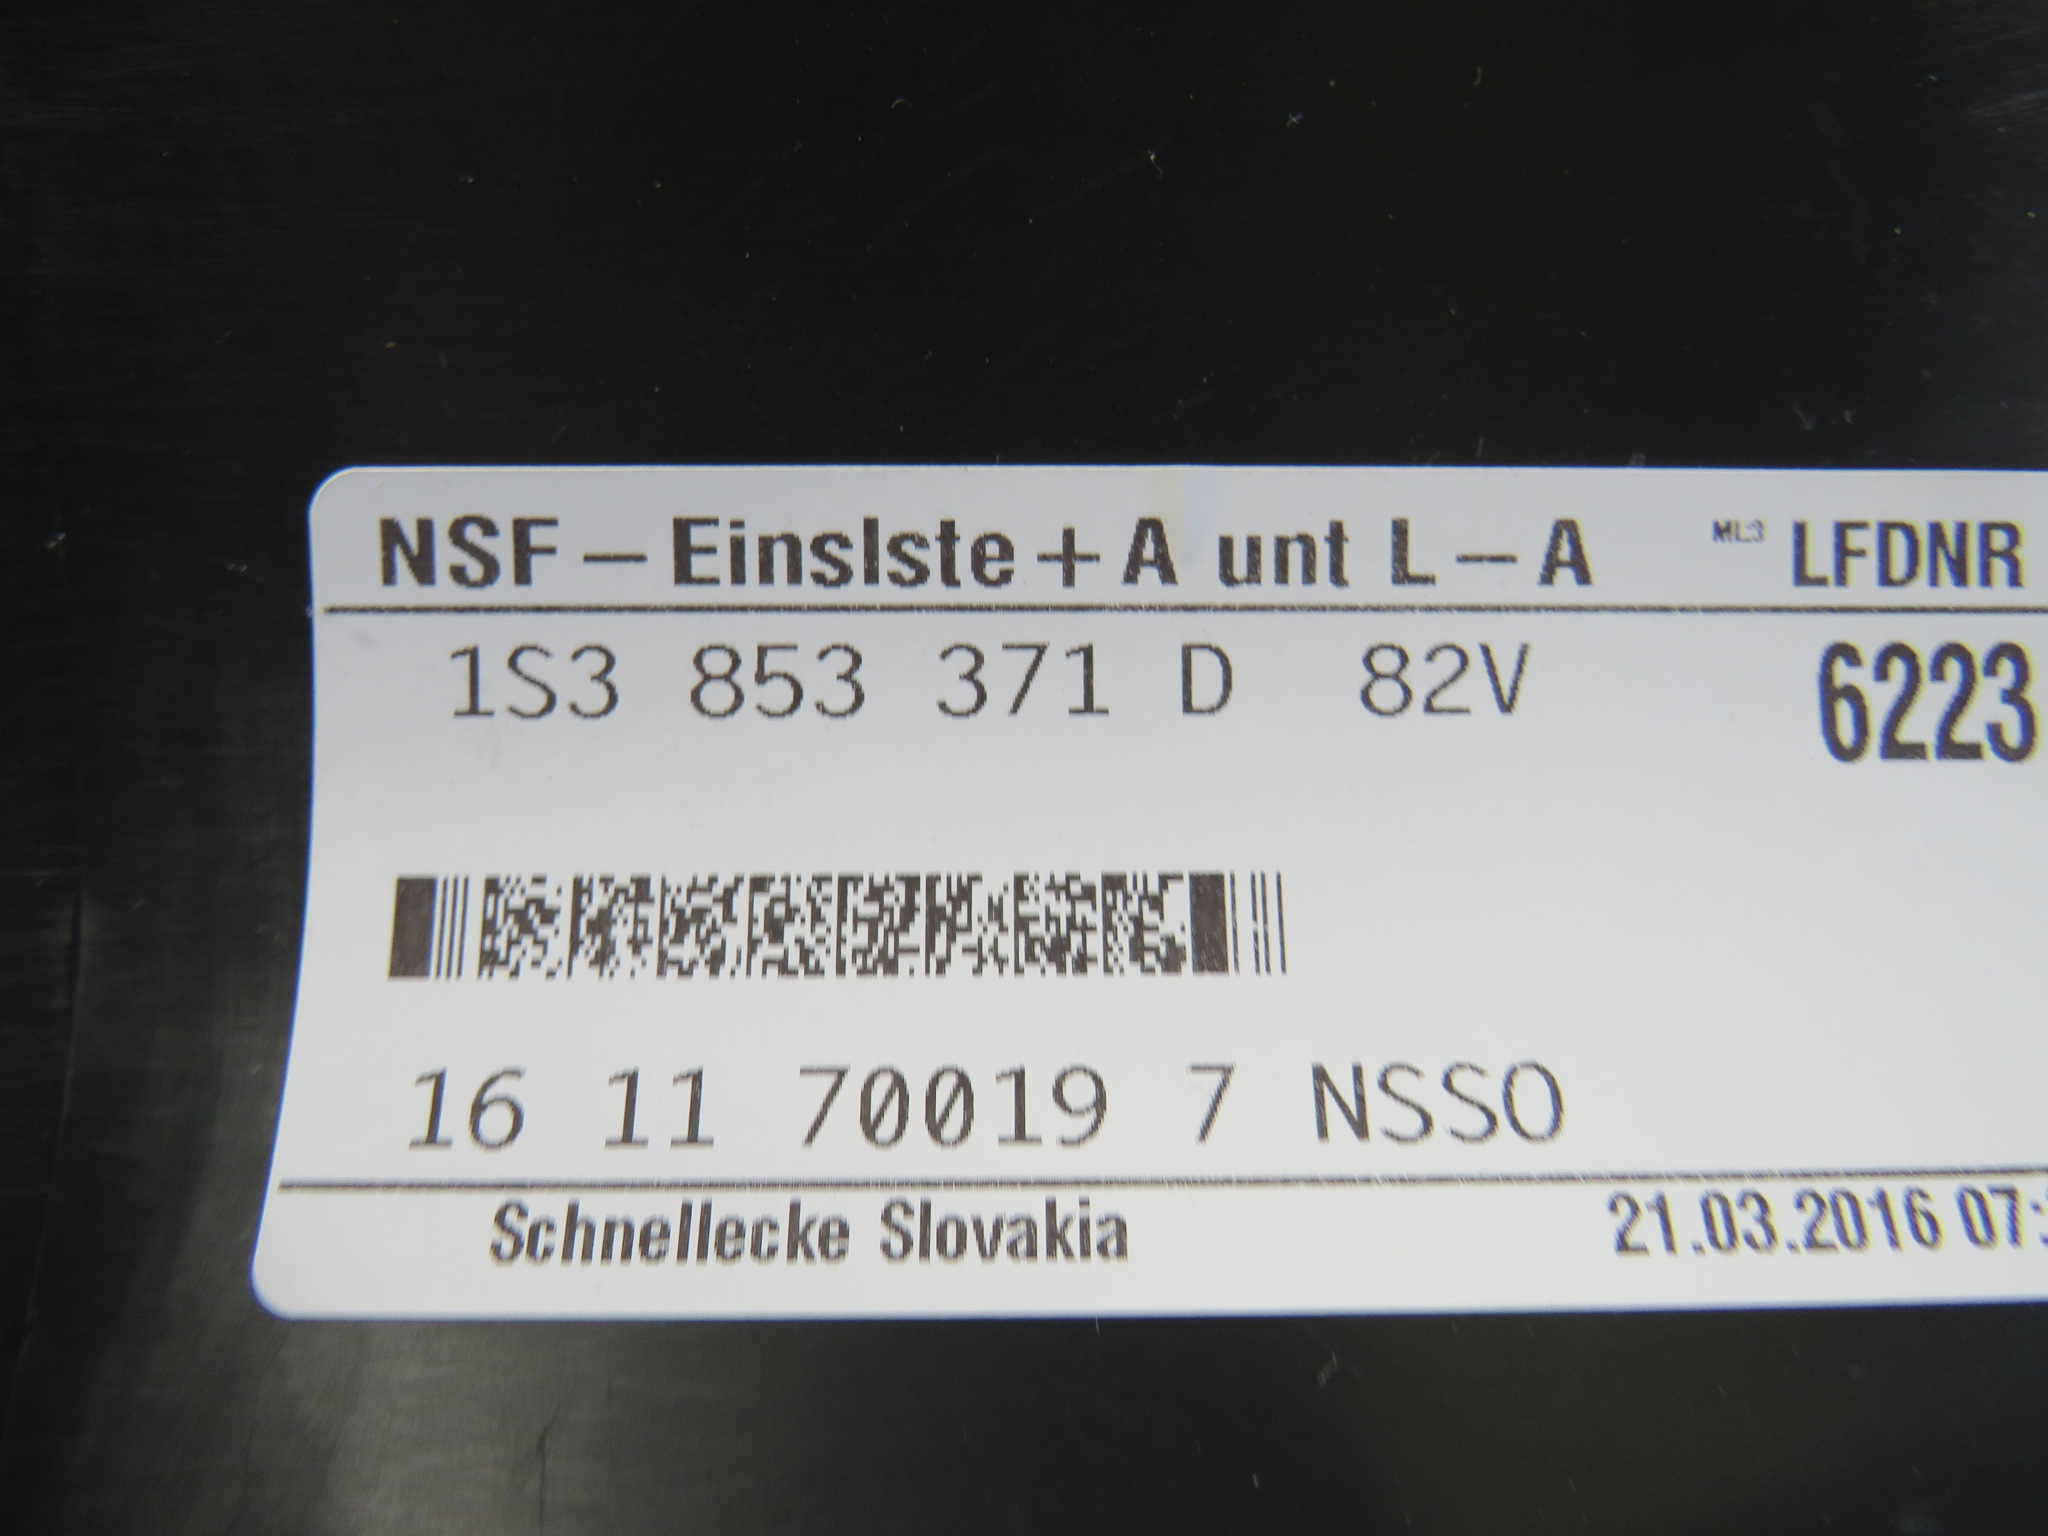 NSF – Einslste + A unt L – A ML3 LFDNR
1S3 853 371 D 82V 6223
16 11 70019 7 NSSO
Schnellecke Slovakia 21.03.2016 07: